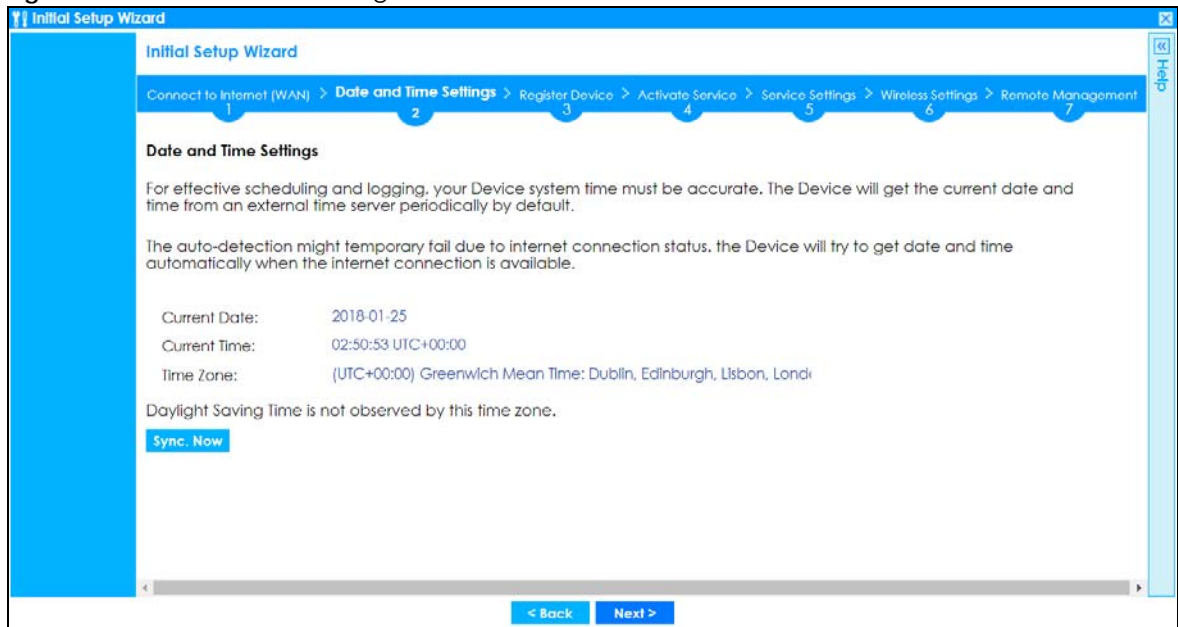 Initial Setup Wizard
Initial Setup Wizard
Help
Connect to Internet (WAN) > Date and Time Settings > Register Device > Activate Service > Service Settings > Wireless Settings > Remote Management
1 2 3 4 5 6 7
Date and Time Settings
For effective scheduling and logging, your Device system time must be accurate. The Device will get the current date and
time from an external time server periodically by default.
The auto-detection might temporary fail due to internet connection status, the Device will try to get date and time
automatically when the internet connection is available.
Current Date: 2018-01-25
Current Time: 02:50:53 UTC+00:00
Time Zone: (UTC+00:00) Greenwich Mean Time: Dublin, Edinburgh, Lisbon,
Daylight Saving Time is not observed by this time zone.
Sync. Now
< Back Next >